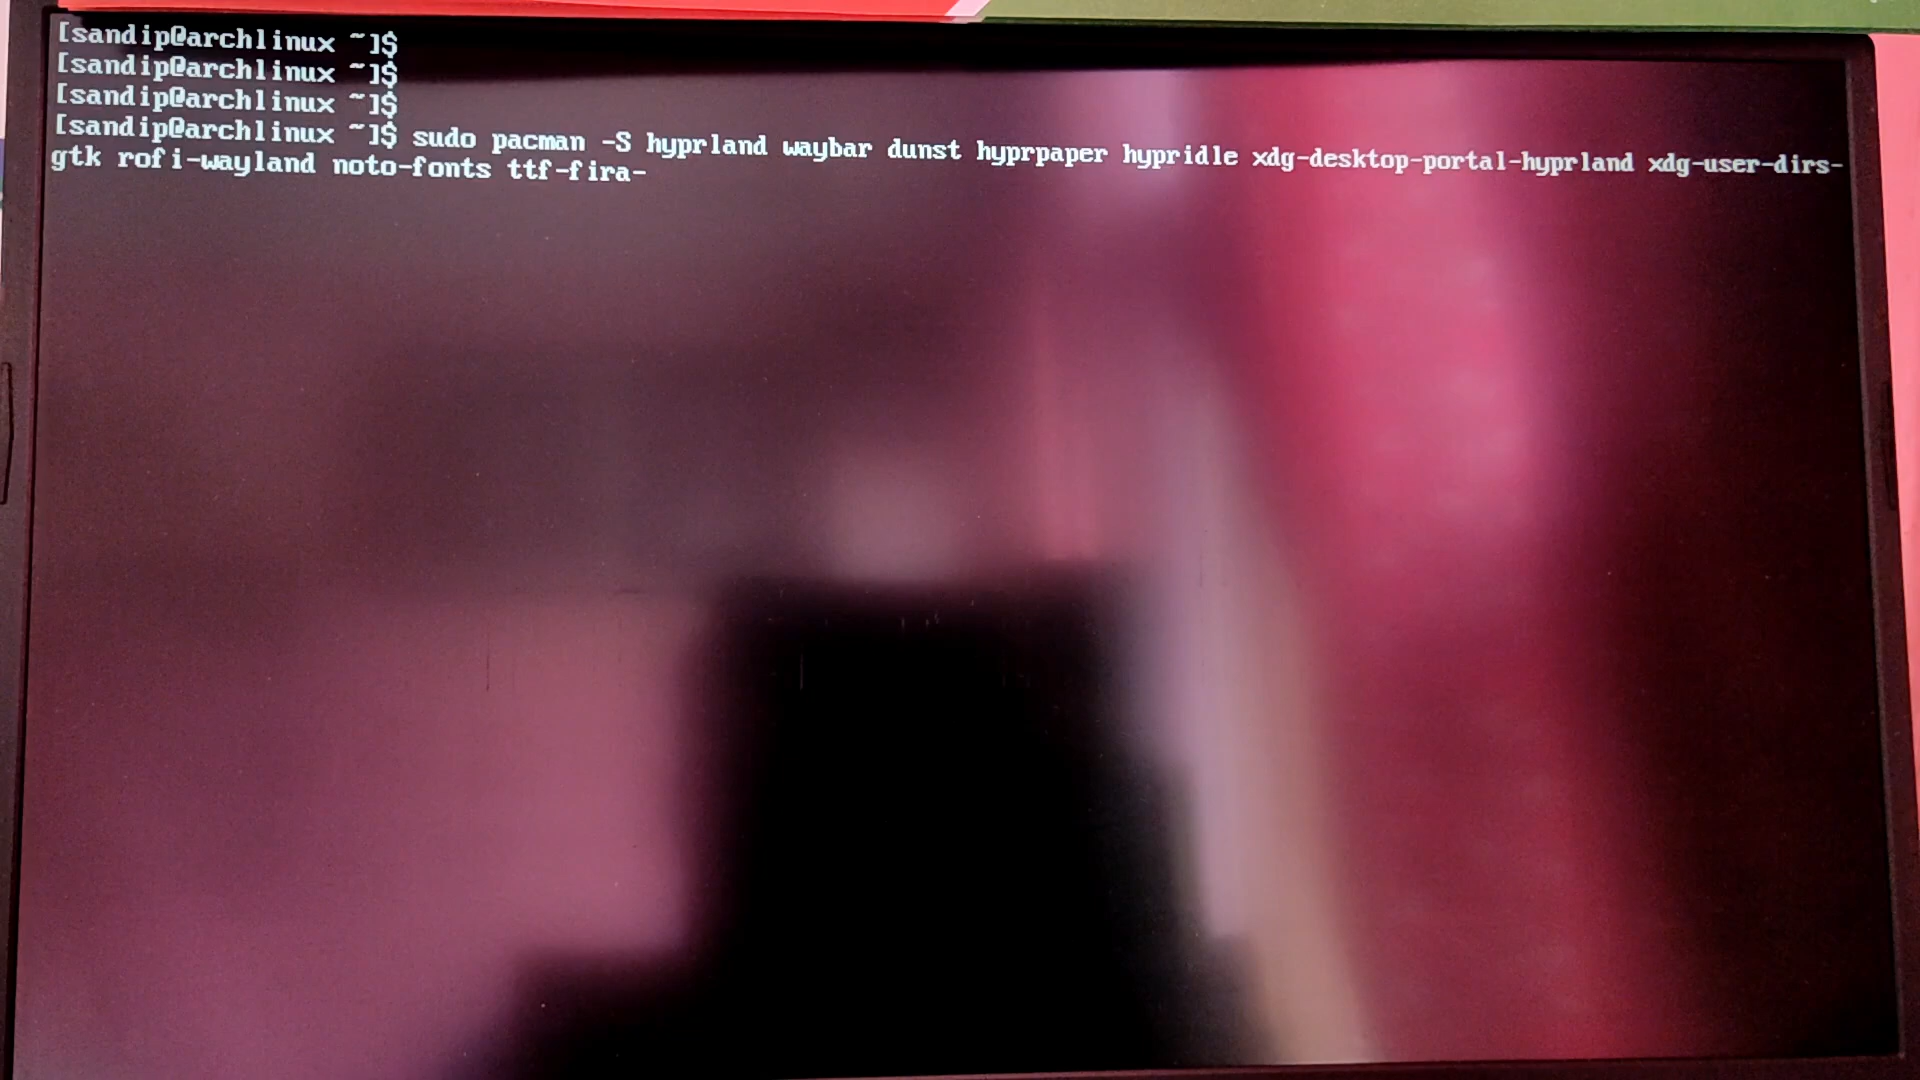 [sandip@archlinux ~]$
[sandip@archlinux ~]$
[sandip@archlinux ~]$
[sandip@archlinux ~]$ sudo pacman -S hyprland waybar dunst hyprpaper hypridle xdg-desktop-portal-hyprland xdg-user-dirs-
gtk rofi-wayland noto-fonts ttf-fira-